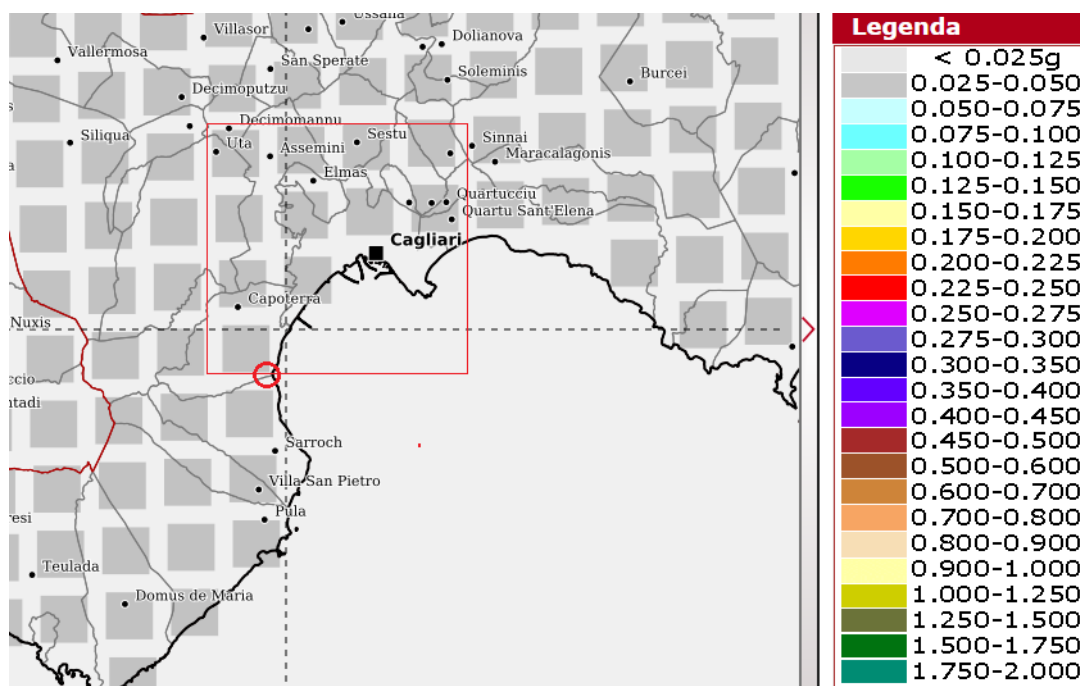 Villasor
Ussana
Dolianova
Vallermosa
San Sperate
Soleminis
Burcei
Decimoputzu
Decimomannu
Siliqua
Uta
Assemini
Sestu
Sinnai
Maracalagonis
Elmas
Quartucciu
Quartu Sant'Elena
Cagliari
Capoterra
Nuxis
ccio
ntadi
Sarroch
Villa San Pietro
resi
Pula
Teulada
Domus de Maria
Legenda
< 0.025g
0.025-0.050
0.050-0.075
0.075-0.100
0.100-0.125
0.125-0.150
0.150-0.175
0.175-0.200
0.200-0.225
0.225-0.250
0.250-0.275
0.275-0.300
0.300-0.350
0.350-0.400
0.400-0.450
0.450-0.500
0.500-0.600
0.600-0.700
0.700-0.800
0.800-0.900
0.900-1.000
1.000-1.250
1.250-1.500
1.500-1.750
1.750-2.000